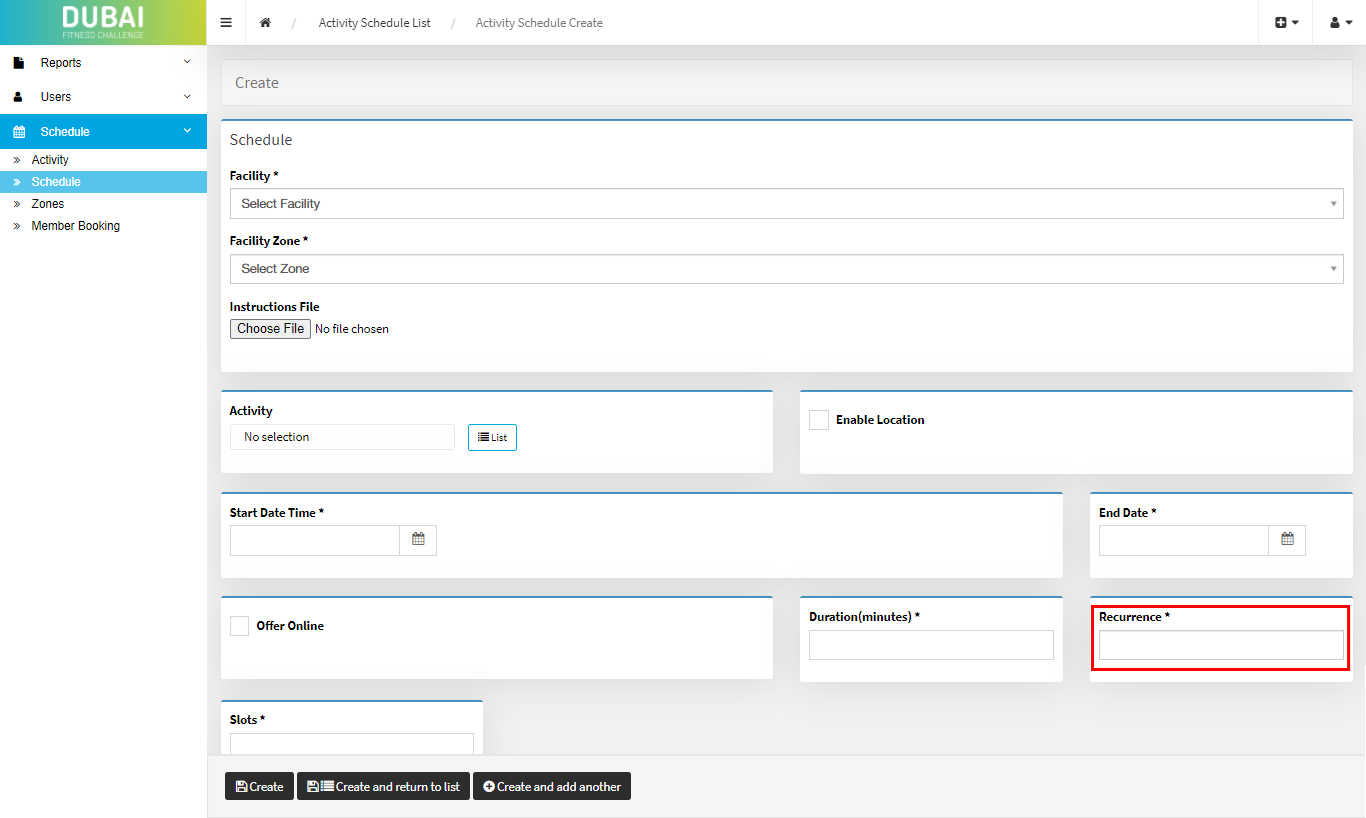 DUBAI
FITNESS CHALLENGE
Reports
Users
Schedule
Activity
Schedule
Zones
Member Booking
/ Activity Schedule List / Activity Schedule Create
Create
Schedule
Facility *
Select Facility
Facility Zone *
Select Zone
Instructions File
Choose File No file chosen
Activity
No selection List
Enable Location
Start Date Time *
End Date *
Offer Online
Duration(minutes) *
Recurrence *
Slots *
Create Create and return to list Create and add another